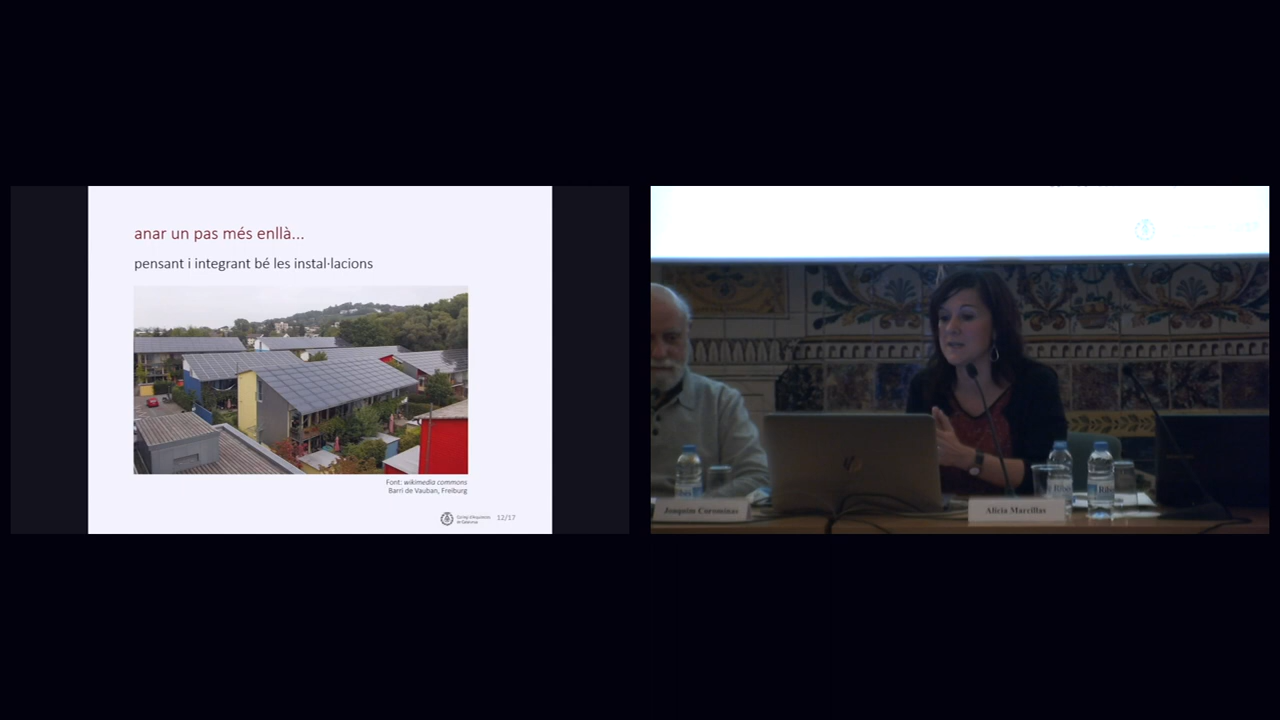 anar un pas més enllà...
pensant i integrant bé les instal·lacions
Font: wikimedia commons
Barri de Vauban, Freiburg
12/17
Joaquim Corominas
Alícia Marcillas